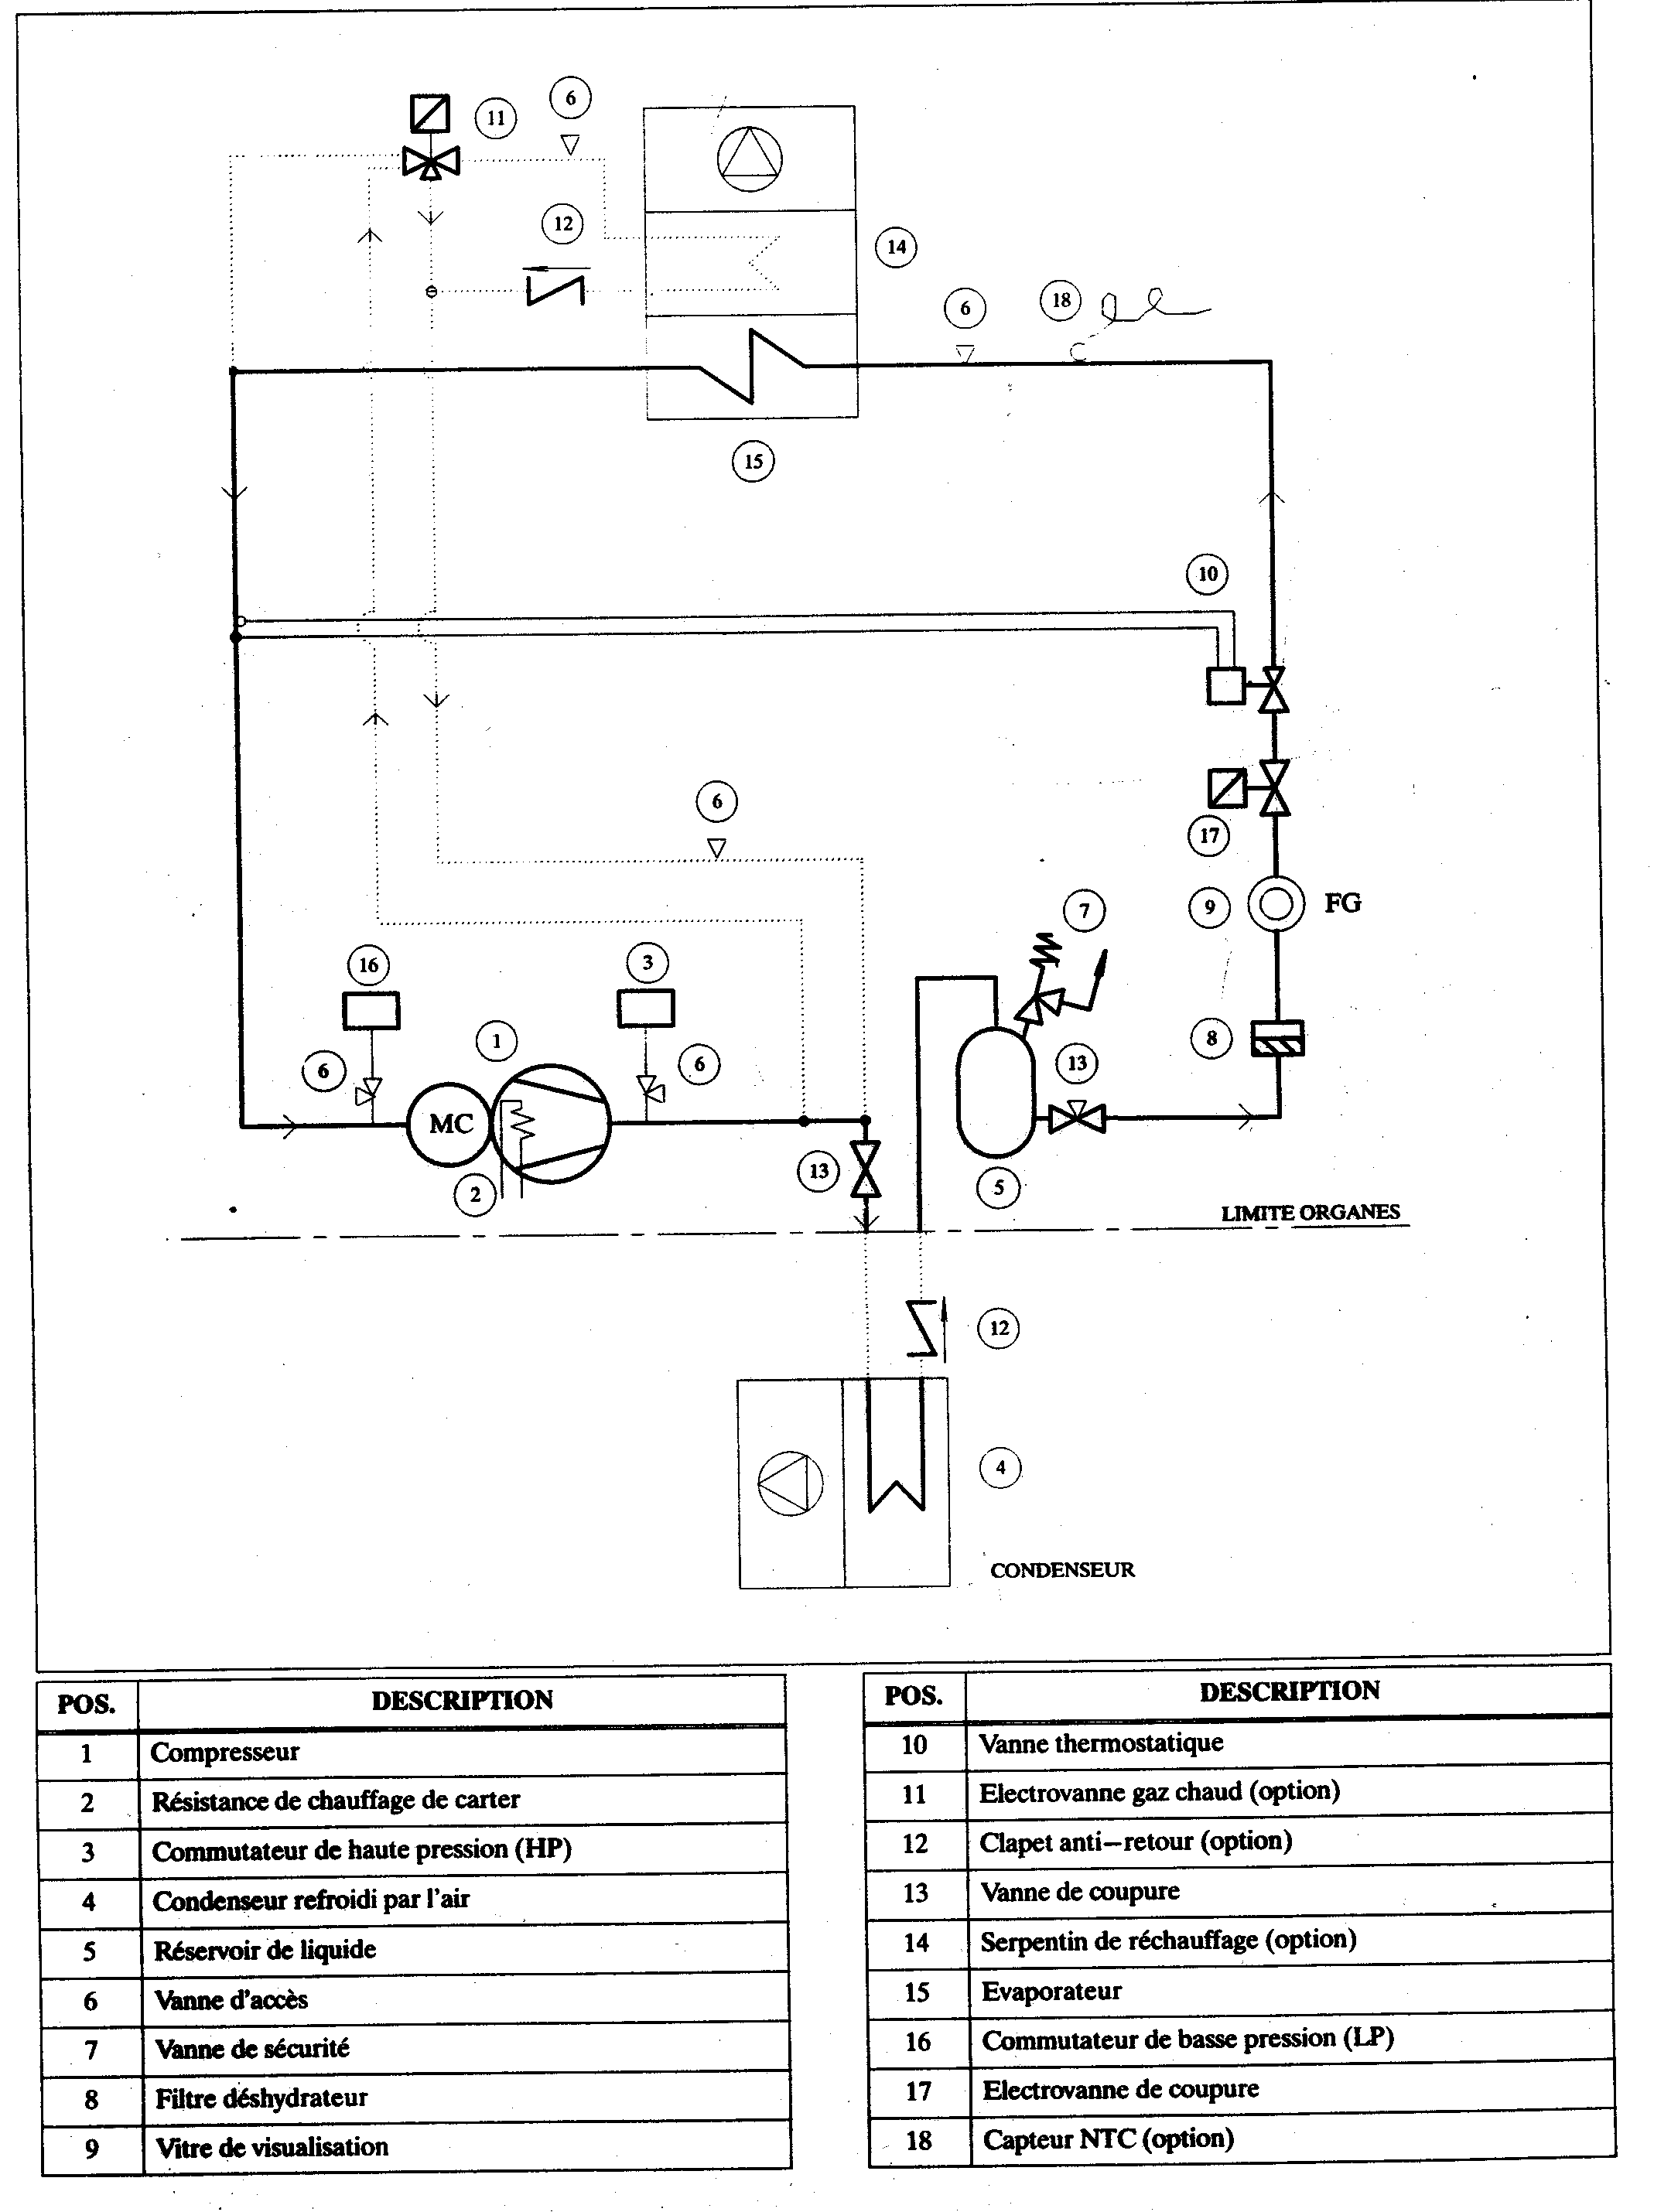 11
6
12
14
6
18
15
10
17
9
FG
7
16
3
8
1
6
6
13
MC
13
2
5
LIMITE ORGANES
12
4
CONDENSEUR
6
POS. DESCRIPTION
1 Compresseur
2 Résistance de chauffage de carter
3 Commutateur de haute pression (HP)
4 Condenseur refroidi par l'air
5 Réservoir de liquide
6 Vanne d'accès
7 Vanne de sécurité
8 Filtre déshydrateur
9 Vitre de visualisation
POS. DESCRIPTION
10 Vanne thermostatique
11 Electrovanne gaz chaud (option)
12 Clapet anti-retour (option)
13 Vanne de coupure
14 Serpentin de réchauffage (option)
15 Evaporateur
16 Commutateur de basse pression (LP)
17 Electrovanne de coupure
18 Capteur NTC (option)